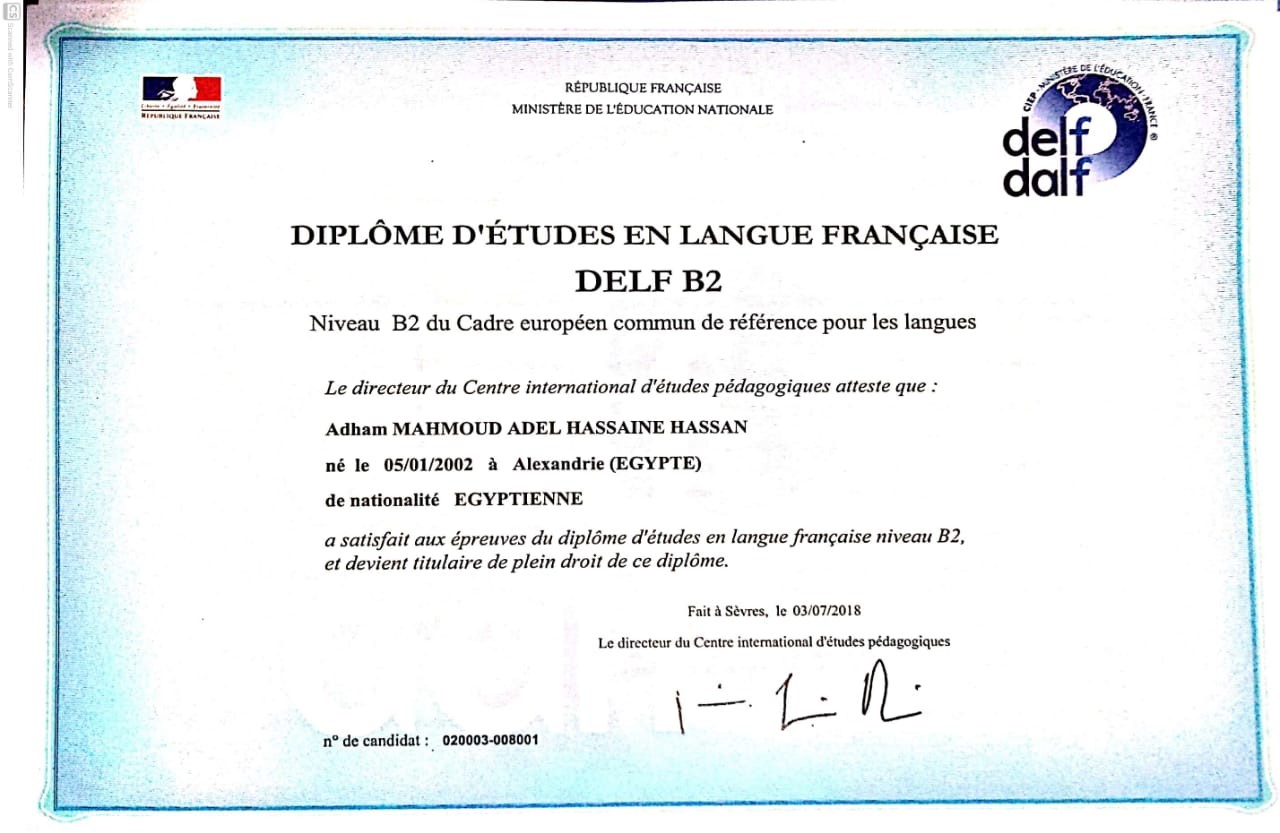 CS Scanned with CamScanner
Liberté • Égalité • Fraternité
RÉPUBLIQUE FRANÇAISE
RÉPUBLIQUE FRANÇAISE
MINISTÈRE DE L'ÉDUCATION NATIONALE
CIEP - MINISTÈRE DE L'ÉDUCATION - FRANCE ®
delf
dalf
DIPLÔME D'ÉTUDES EN LANGUE FRANÇAISE
DELF B2
Niveau B2 du Cadre européen commun de référence pour les langues
Le directeur du Centre international d'études pédagogiques atteste que :
Adham MAHMOUD ADEL HASSAINE HASSAN
né le 05/01/2002 à Alexandrie (EGYPTE)
de nationalité EGYPTIENNE
a satisfait aux épreuves du diplôme d'études en langue française niveau B2,
et devient titulaire de plein droit de ce diplôme.
Fait à Sèvres, le 03/07/2018
Le directeur du Centre international d'études pédagogiques
n° de candidat : 020003-008001